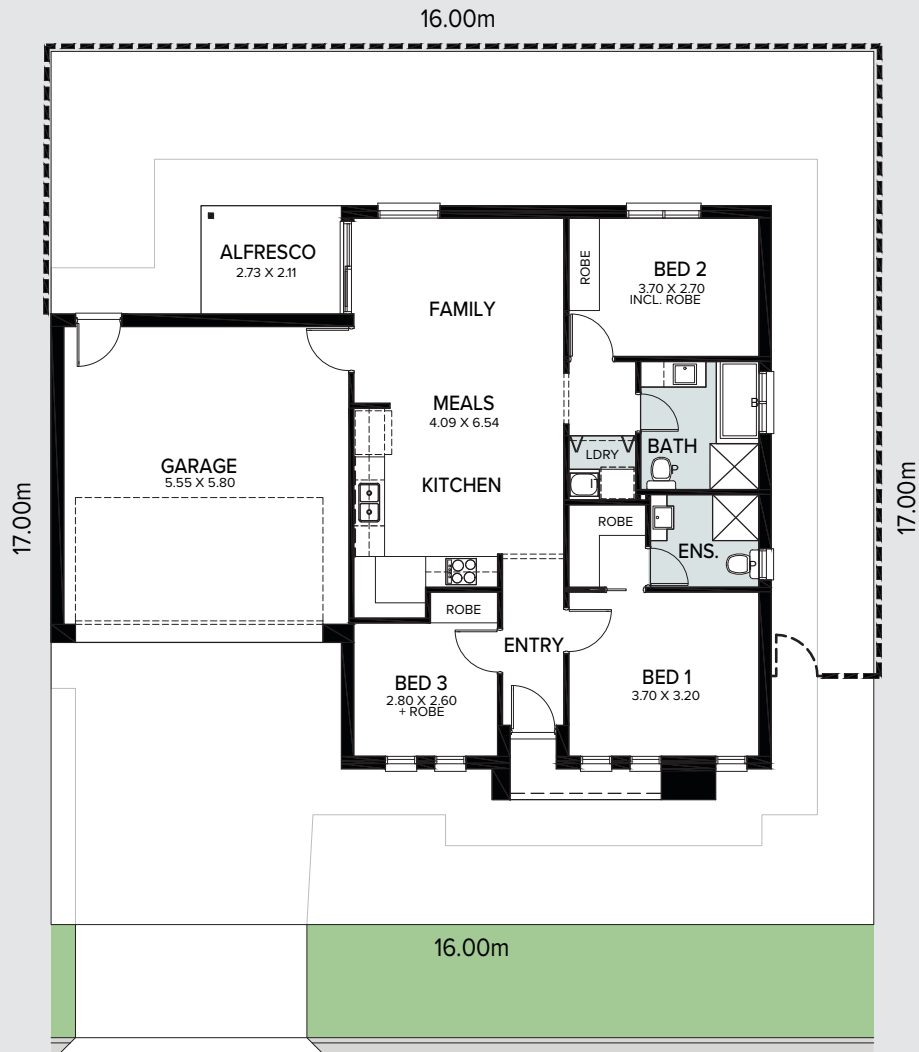 16.00m
ALFRESCO
2.73 X 2.11
ROBE
BED 2
3.70 X 2.70
INCL. ROBE
FAMILY
MEALS
4.09 X 6.54
B
GARAGE
5.55 X 5.80
LDRY
BATH
KITCHEN
P
17.00m
17.00m
ROBE
ENS.
ROBE
ENTRY
BED 3
2.80 X 2.60
+ ROBE
BED 1
3.70 X 3.20
16.00m